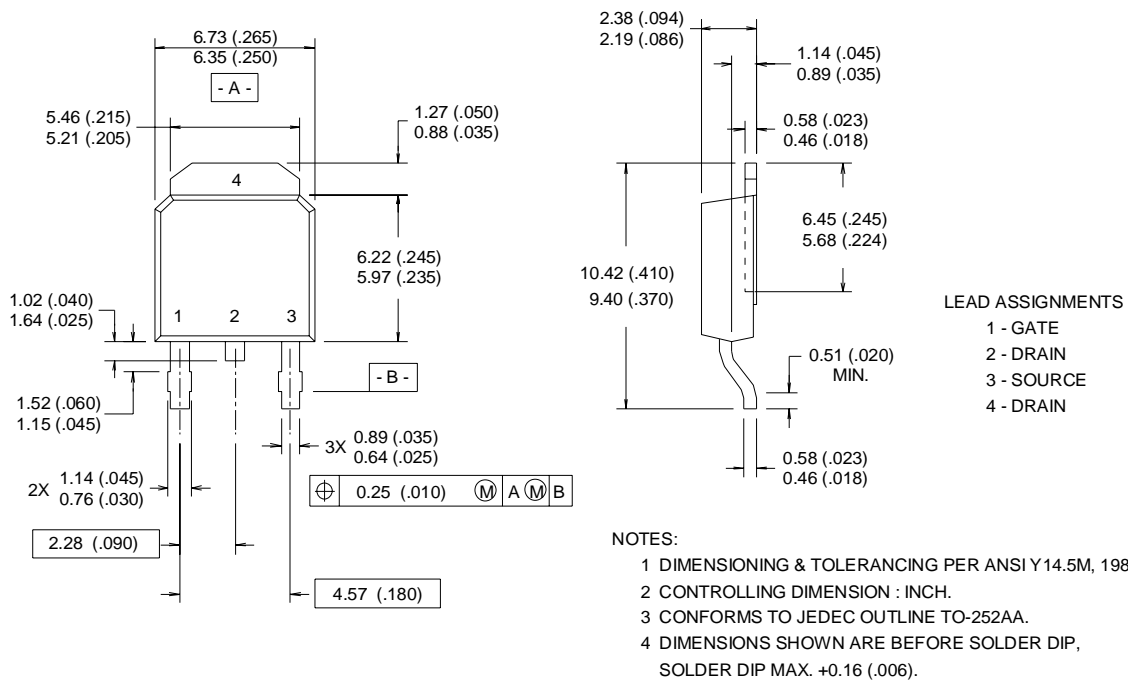 6.73 (.265)
6.35 (.250)
- A -
5.46 (.215)
5.21 (.205)
1.27 (.050)
0.88 (.035)
4
6.22 (.245)
5.97 (.235)
1.02 (.040)
1.64 (.025)
1 2 3
- B -
1.52 (.060)
1.15 (.045)
3X 0.89 (.035)
0.64 (.025)
2X 1.14 (.045)
0.76 (.030)
⌖ 0.25 (.010) Ⓜ A Ⓜ B
2.28 (.090)
4.57 (.180)
2.38 (.094)
2.19 (.086)
1.14 (.045)
0.89 (.035)
0.58 (.023)
0.46 (.018)
6.45 (.245)
5.68 (.224)
10.42 (.410)
9.40 (.370)
0.51 (.020)
MIN.
0.58 (.023)
0.46 (.018)
LEAD ASSIGNMENTS
1 - GATE
2 - DRAIN
3 - SOURCE
4 - DRAIN
NOTES:
1 DIMENSIONING & TOLERANCING PER ANSI Y14.5M, 198
2 CONTROLLING DIMENSION : INCH.
3 CONFORMS TO JEDEC OUTLINE TO-252AA.
4 DIMENSIONS SHOWN ARE BEFORE SOLDER DIP,
SOLDER DIP MAX. +0.16 (.006).